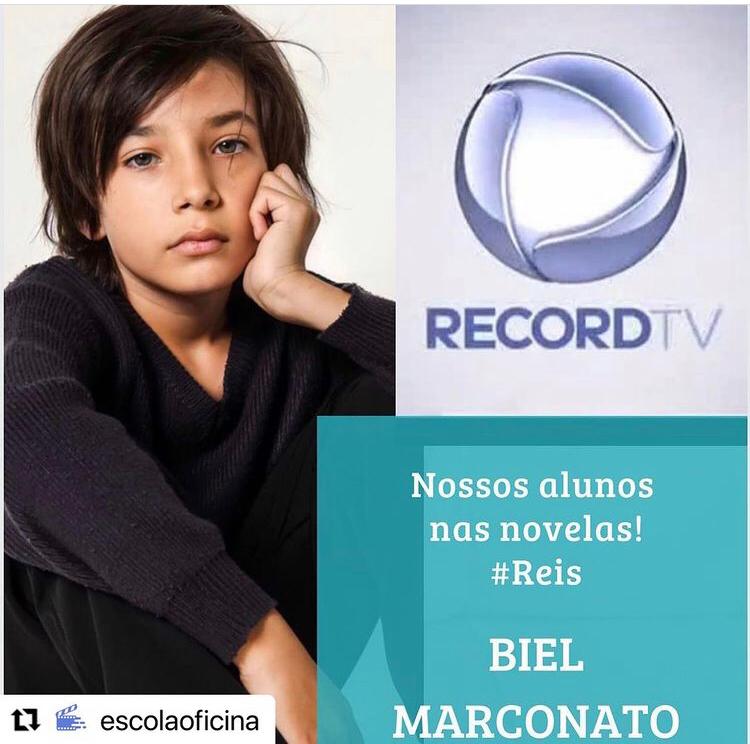 RECORDTV
Nossos alunos
nas novelas!
#Reis
BIEL
MARCONATO
escolaoficina